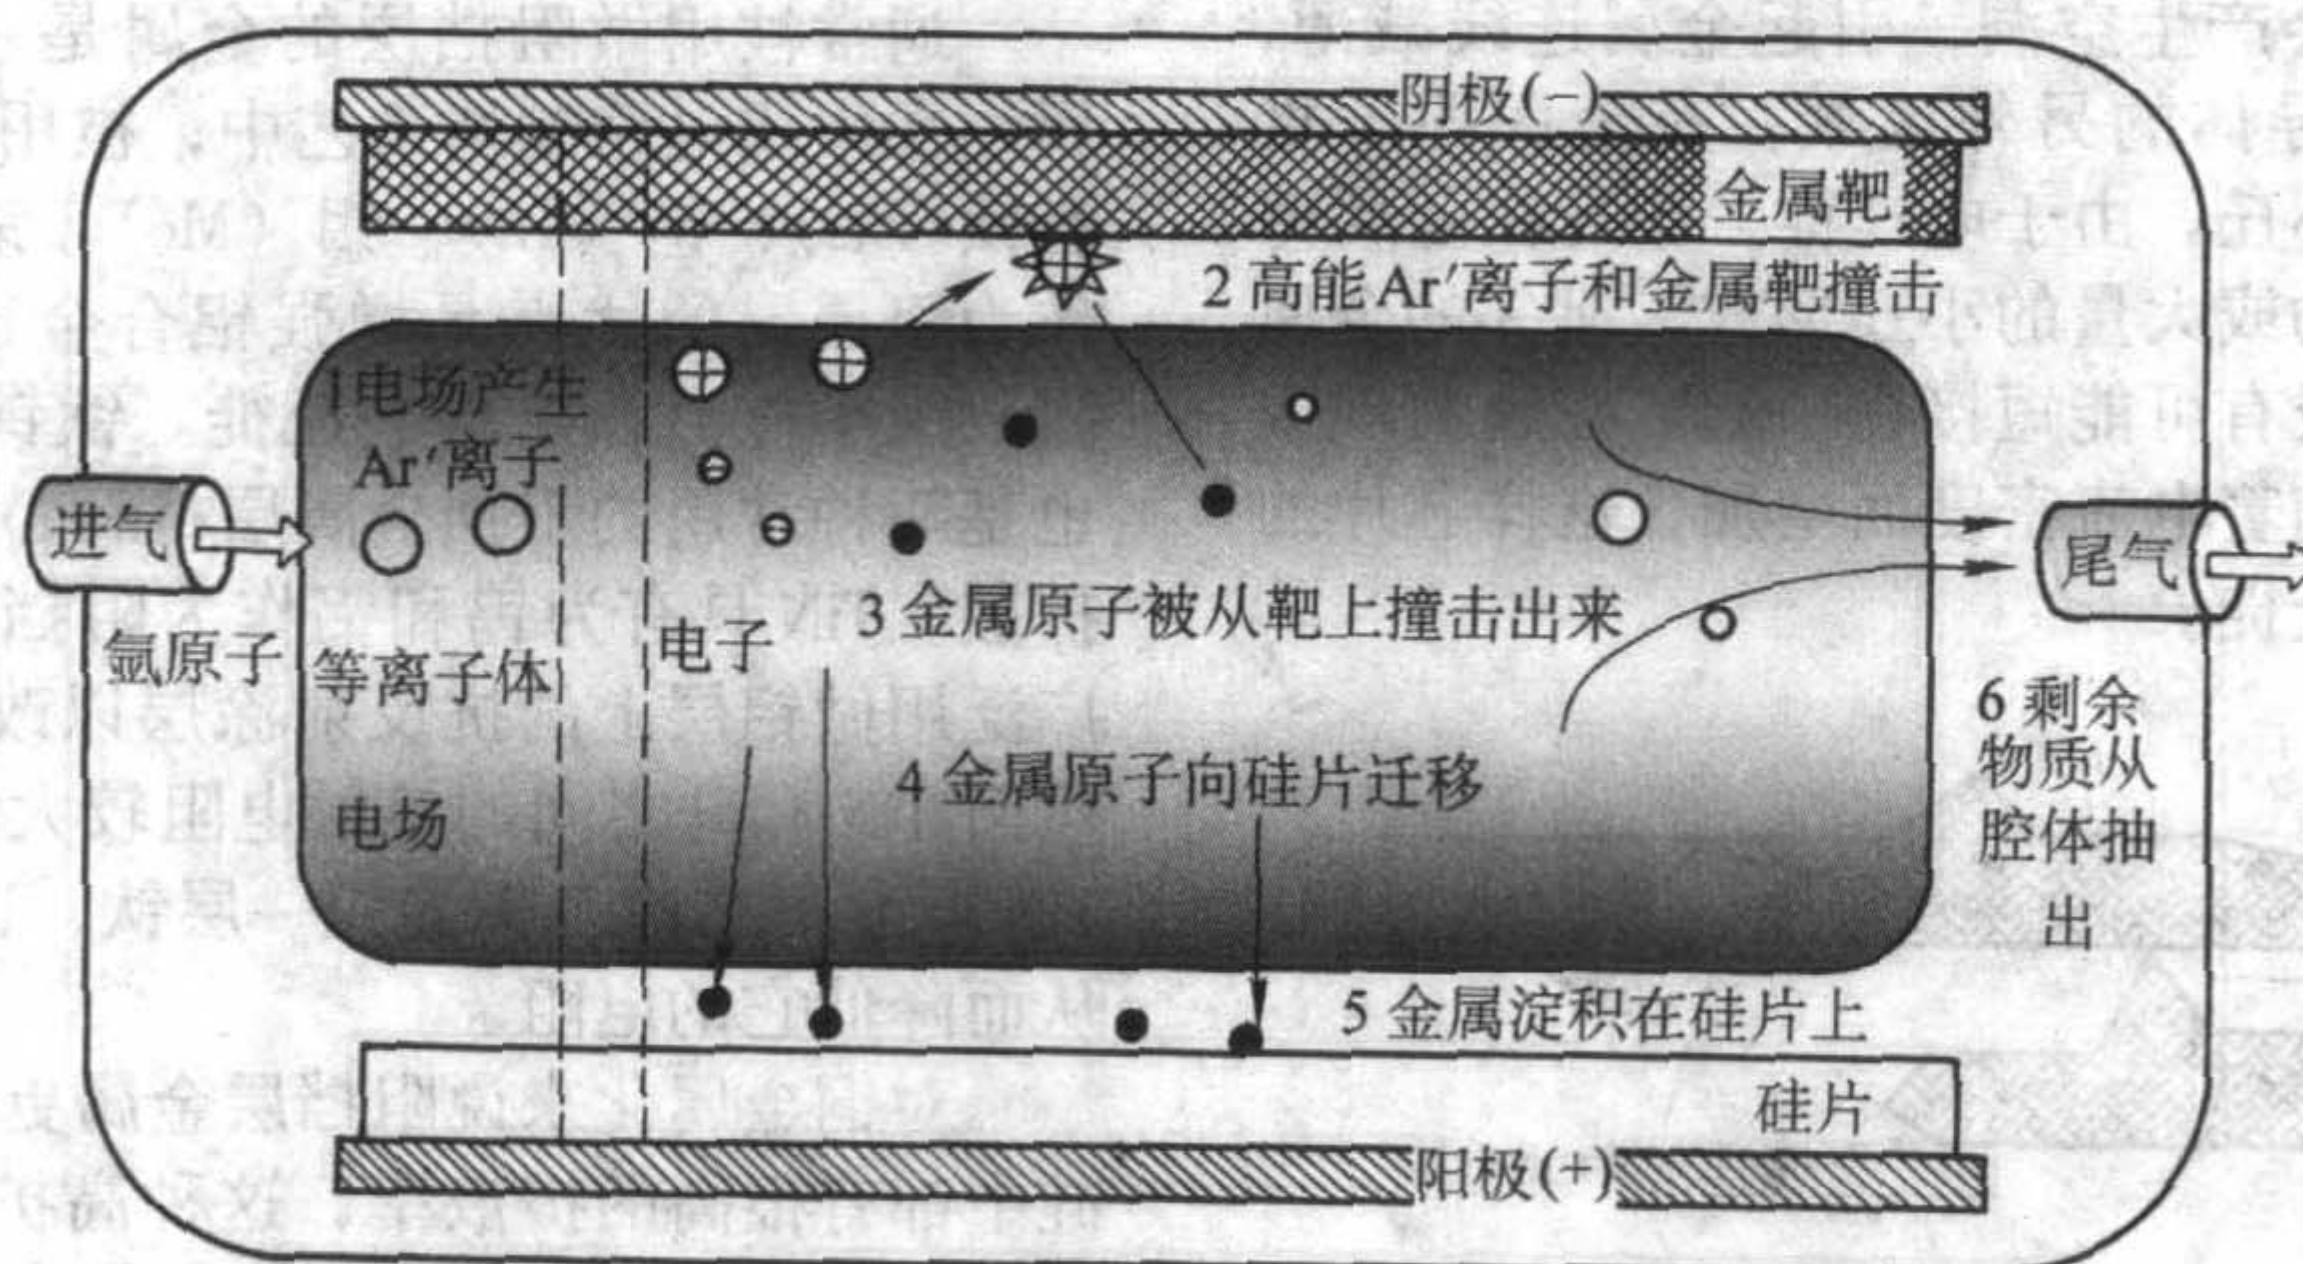 阴极(−)
金属靶
2 高能Ar′离子和金属靶撞击
1电场产生
Ar′离子
进气
氩原子
等离子体
电子
电场
3 金属原子被从靶上撞击出来
4 金属原子向硅片迁移
尾气
6 剩余
物质从
腔体抽
出
5 金属淀积在硅片上
硅片
阳极(+)